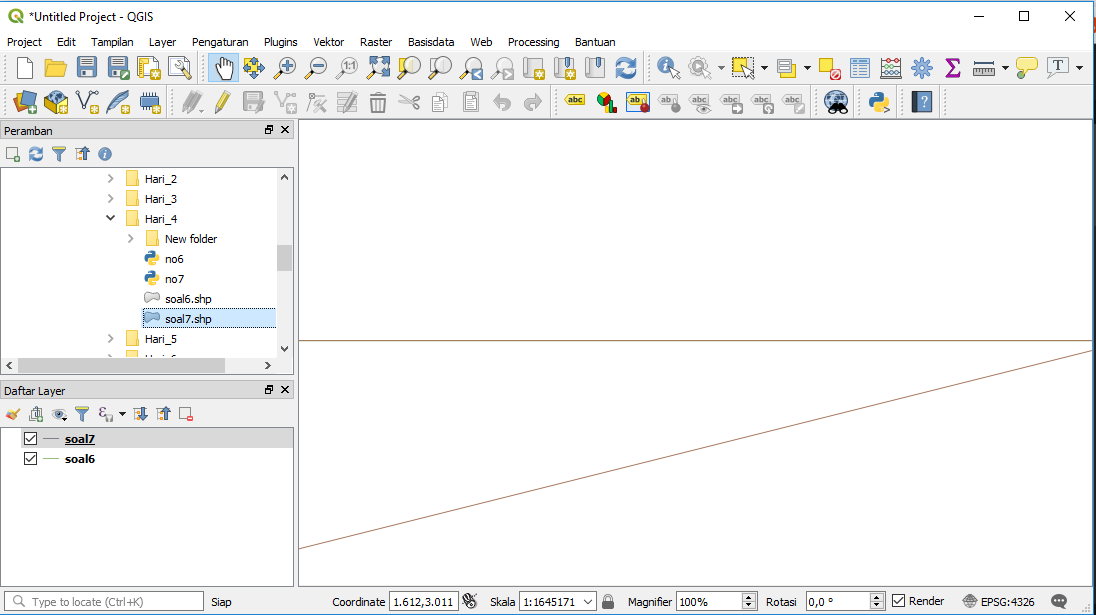 *Untitled Project - QGIS
Project Edit Tampilan Layer Pengaturan Plugins Vektor Raster Basisdata Web Processing Bantuan
Peramban
Hari_2
Hari_3
Hari_4
New folder
no6
no7
soal6.shp
soal7.shp
Hari_5
Daftar Layer
soal7
soal6
Type to locate (Ctrl+K) Siap Coordinate 1.612,3.011 Skala 1:1645171 Magnifier 100% Rotasi 0,0 ° Render EPSG:4326